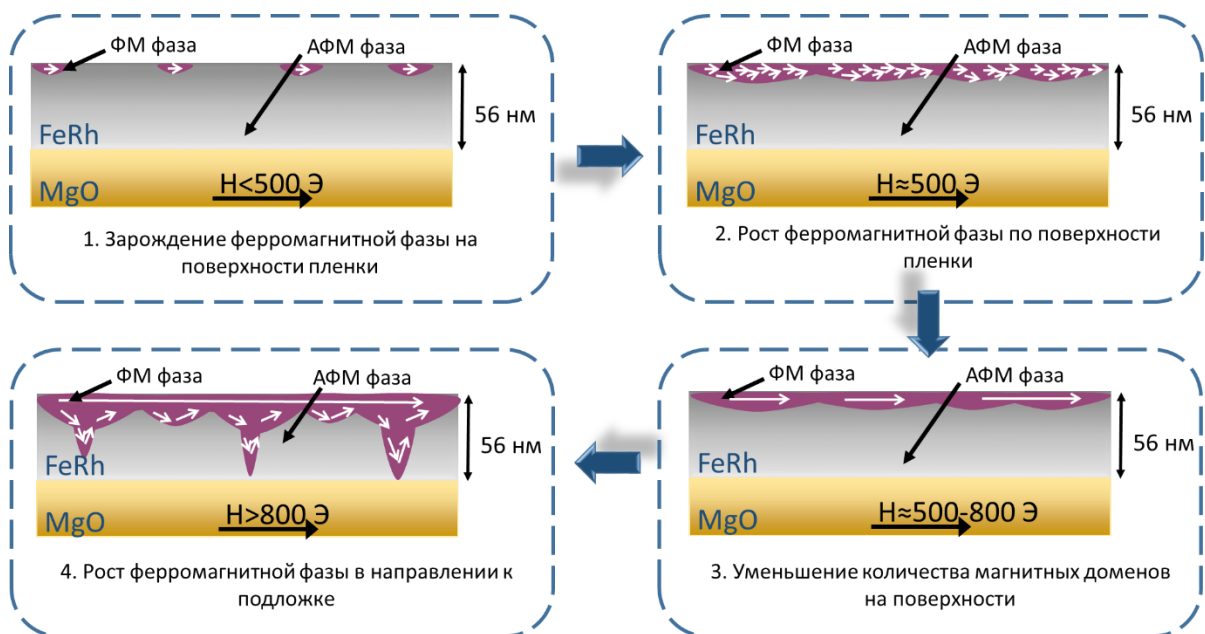 ФМ фаза
АФМ фаза
56 нм
FeRh
MgO
H<500 Э
1. Зарождение ферромагнитной фазы на
поверхности пленки
ФМ фаза
АФМ фаза
56 нм
FeRh
MgO
H≈500 Э
2. Рост ферромагнитной фазы по поверхности
пленки
ФМ фаза
АФМ фаза
56 нм
FeRh
MgO
H>800 Э
4. Рост ферромагнитной фазы в направлении к
подложке
ФМ фаза
АФМ фаза
56 нм
FeRh
MgO
H≈500-800 Э
3. Уменьшение количества магнитных доменов
на поверхности